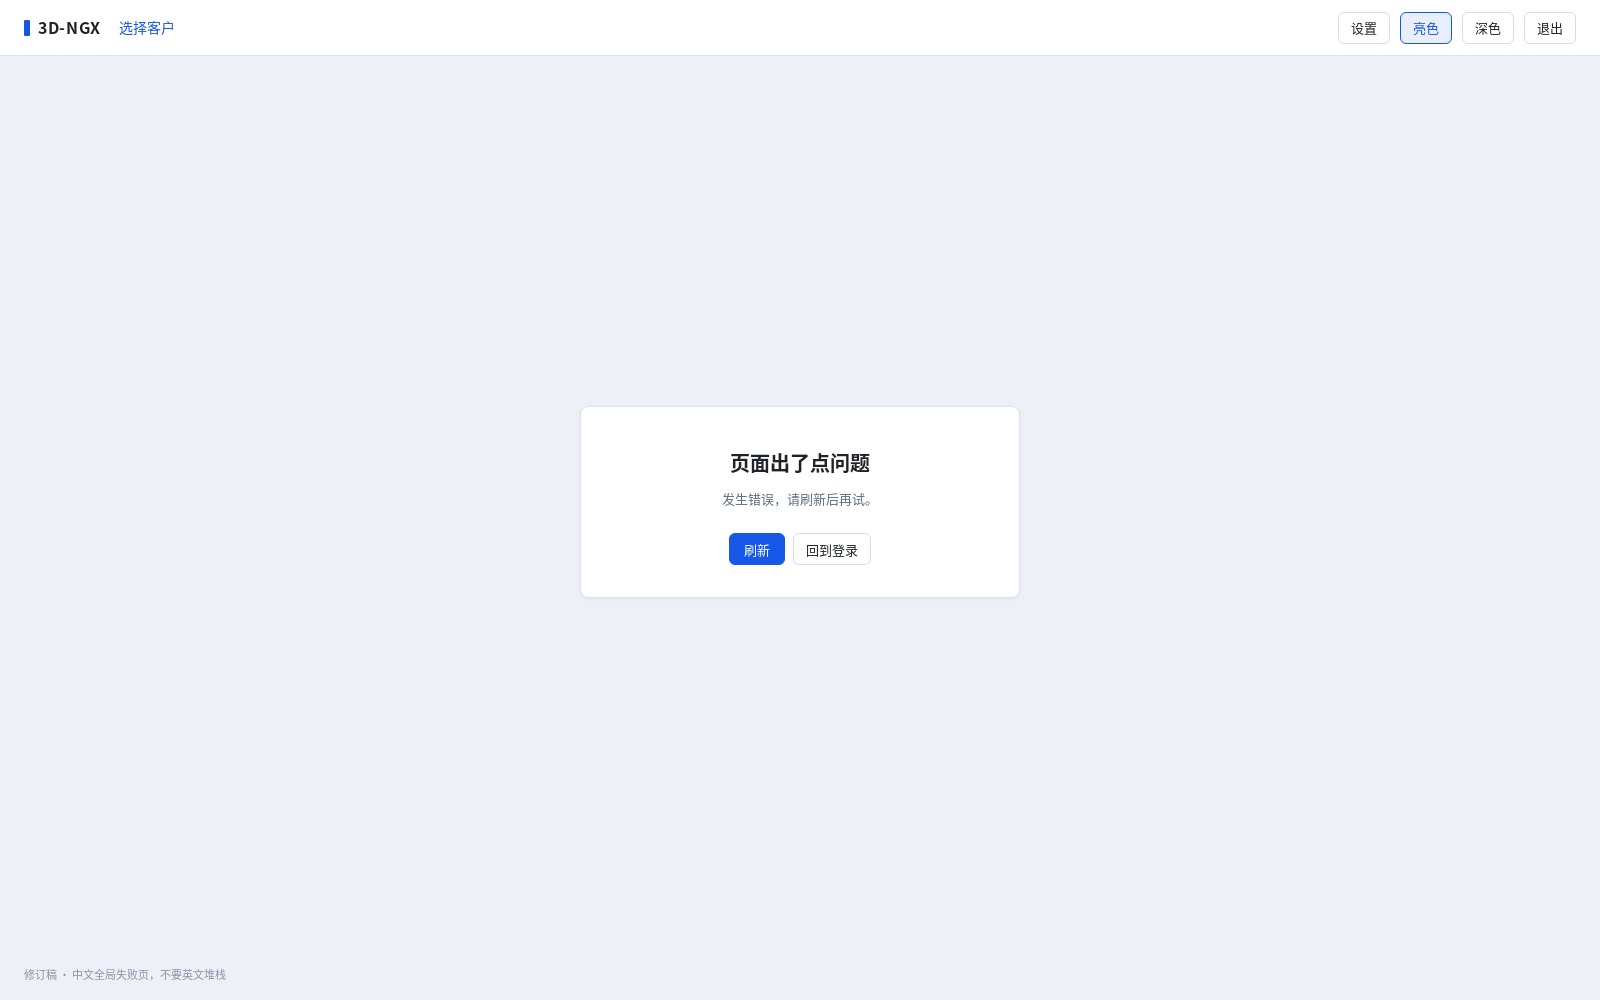 3D-NGX 选择客户 设置 亮色 深色 退出
页面出了点问题
发生错误，请刷新后再试。
刷新 回到登录
修订稿 · 中文全局失败页，不要英文堆栈